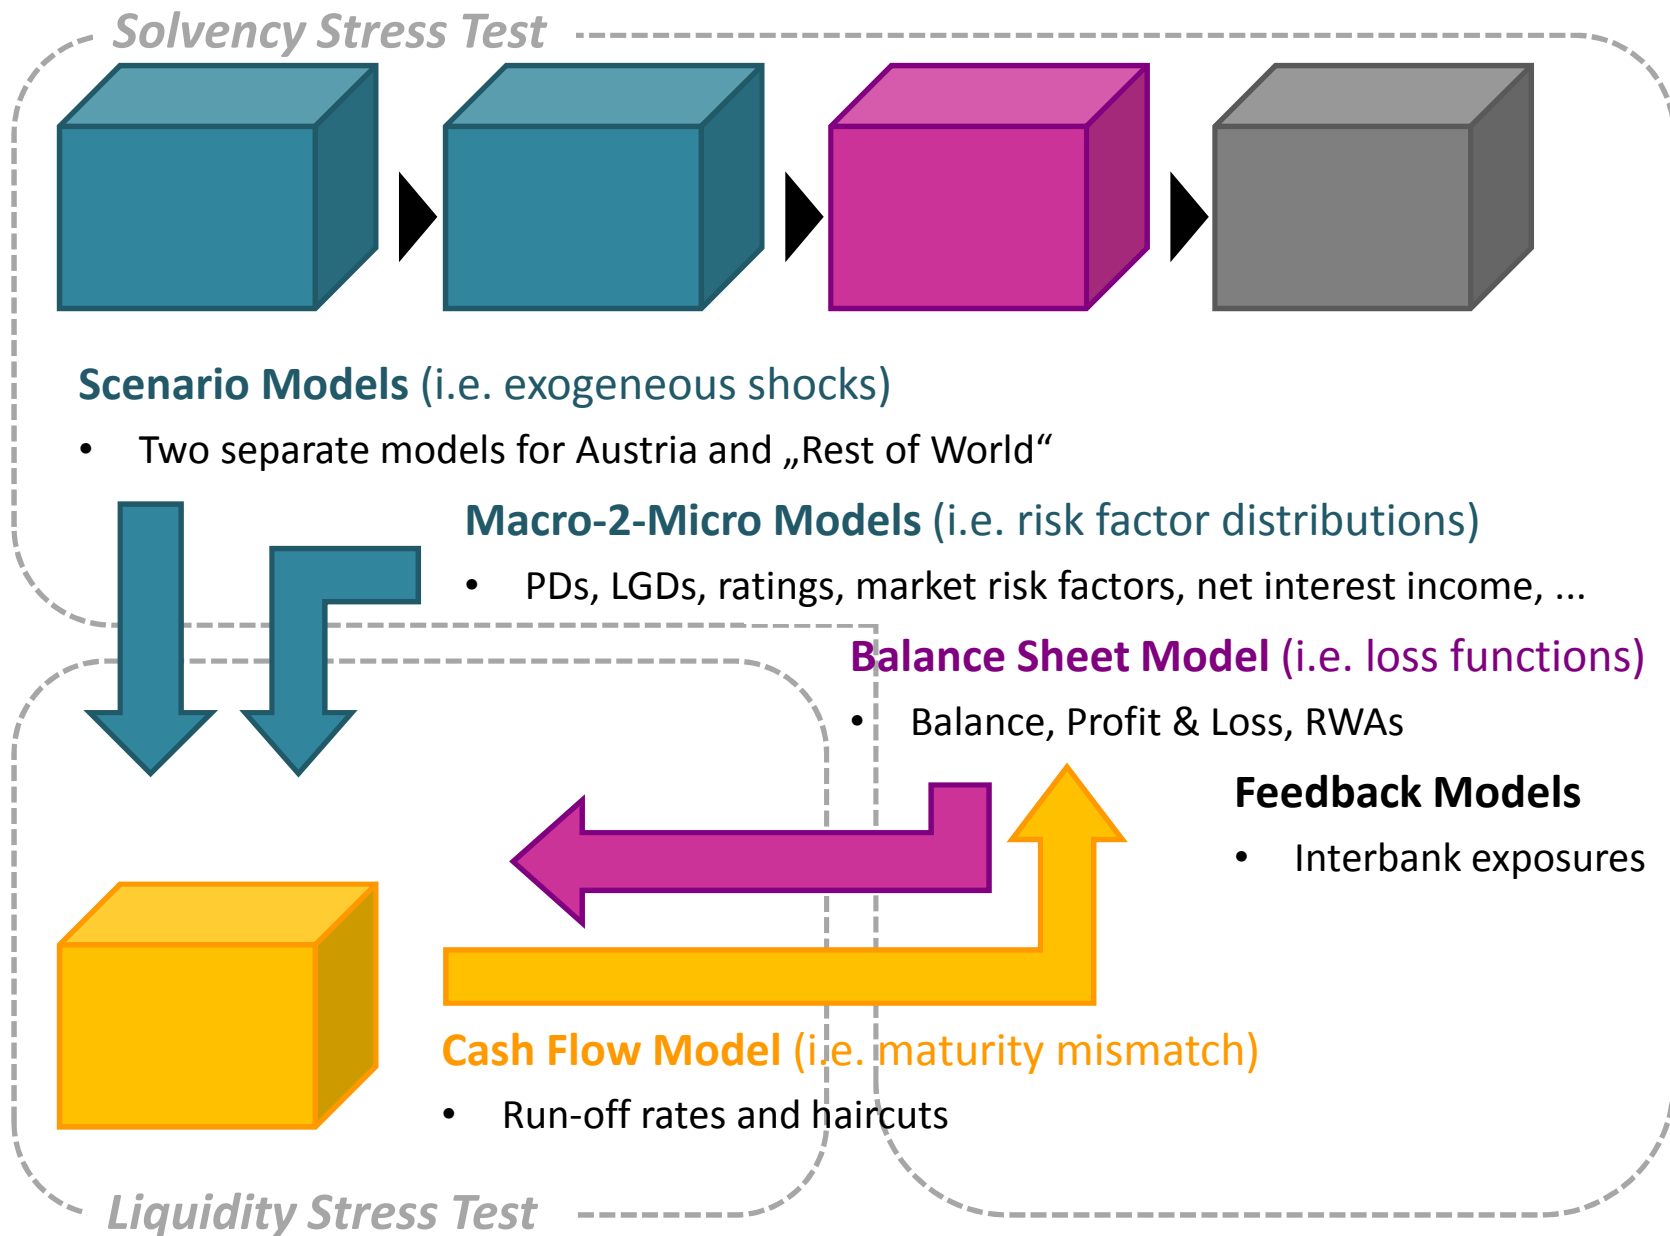 Solvency Stress Test
Scenario Models (i.e. exogeneous shocks)
• Two separate models for Austria and „Rest of World“
Macro-2-Micro Models (i.e. risk factor distributions)
• PDs, LGDs, ratings, market risk factors, net interest income, ...
Balance Sheet Model (i.e. loss functions)
• Balance, Profit & Loss, RWAs
Feedback Models
• Interbank exposures
Cash Flow Model (i.e. maturity mismatch)
• Run-off rates and haircuts
Liquidity Stress Test